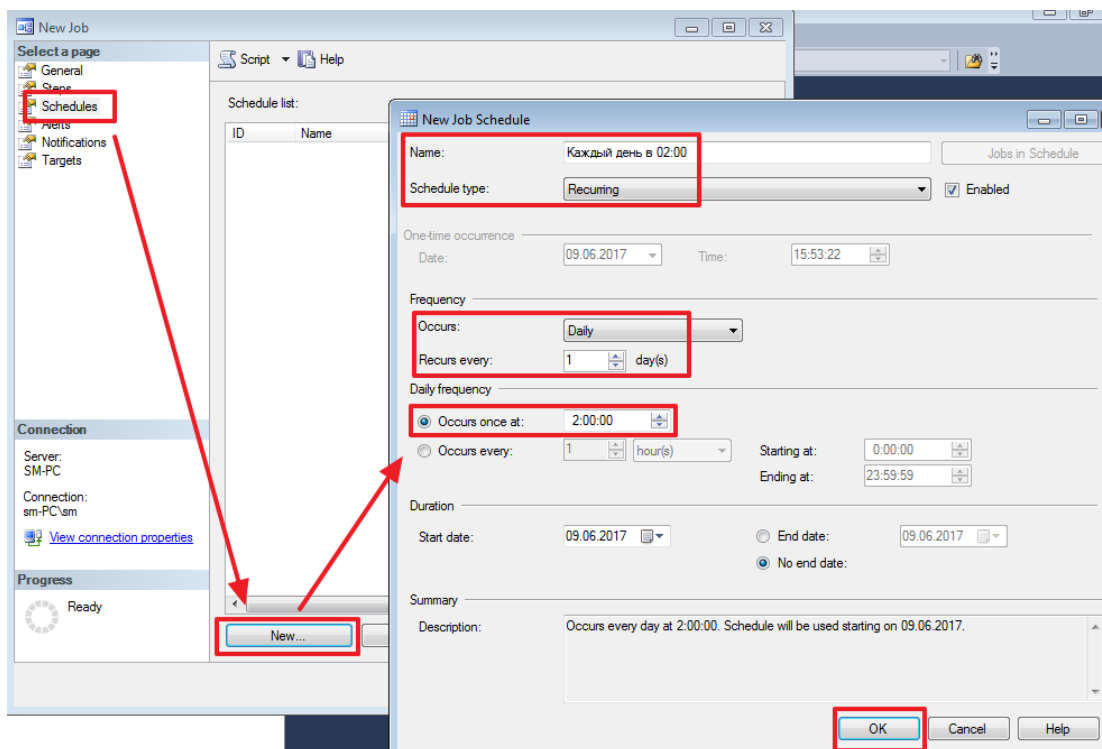 New Job
Select a page
General
Steps
Schedules
Alerts
Notifications
Targets
Script Help
Schedule list:
ID Name
Connection
Server:
SM-PC
Connection:
sm-PC\sm
View connection properties
Progress
Ready
New...
New Job Schedule
Name: Каждый день в 02:00 Jobs in Schedule
Schedule type: Recurring Enabled
One-time occurrence
Date: 09.06.2017 Time: 15:53:22
Frequency
Occurs: Daily
Recurs every: 1 day(s)
Daily frequency
Occurs once at: 2:00:00
Occurs every: 1 hour(s) Starting at: 0:00:00
Ending at: 23:59:59
Duration
Start date: 09.06.2017 End date: 09.06.2017
No end date:
Summary
Description: Occurs every day at 2:00:00. Schedule will be used starting on 09.06.2017.
OK Cancel Help